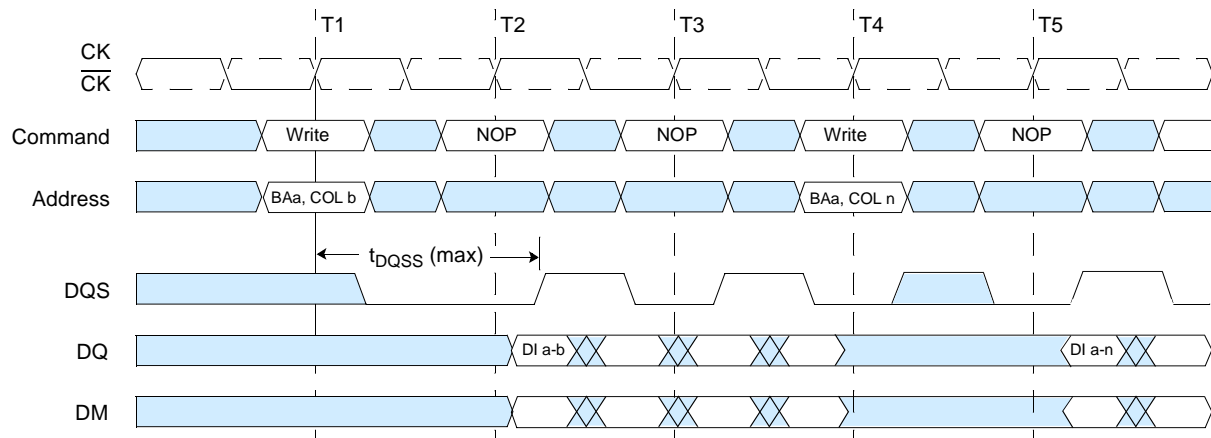 T1 T2 T3 T4 T5
CK
CK
Command Write NOP NOP Write NOP
Address BAa, COL b BAa, COL n
tDQSS (max)
DQS
DQ DI a-b DI a-n
DM